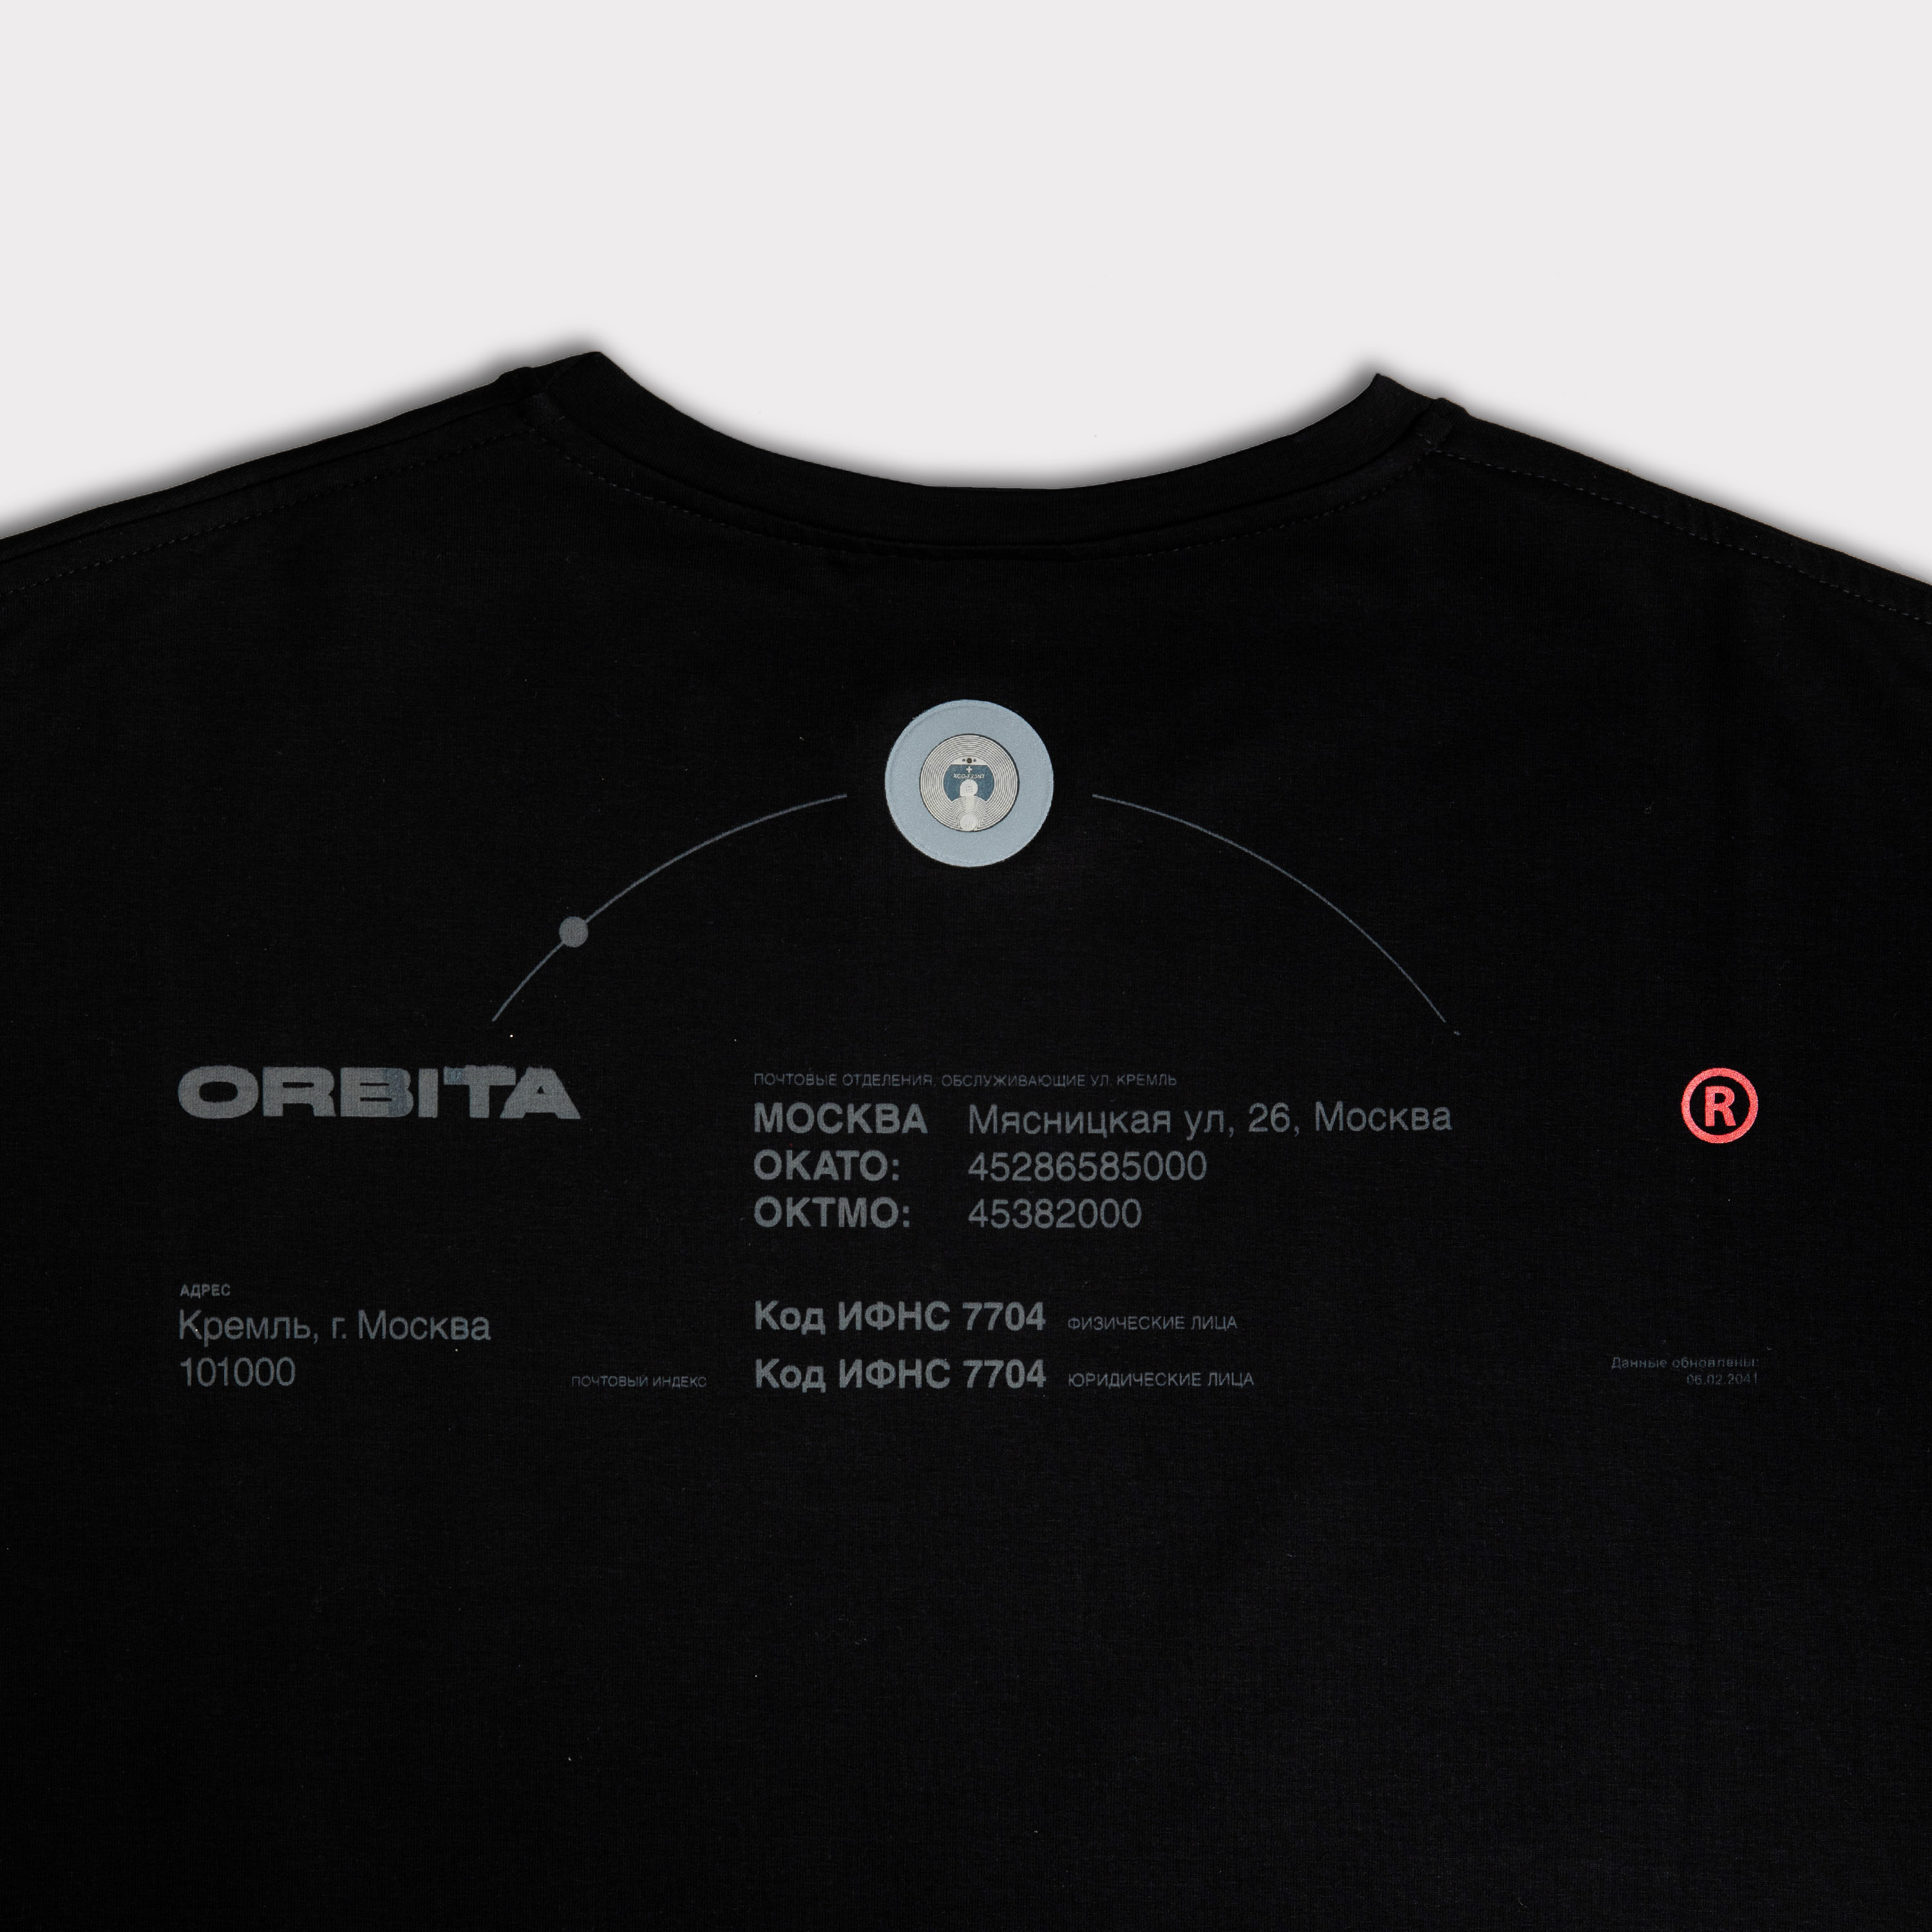 ORBITA
ПОЧТОВЫЕ ОТДЕЛЕНИЯ, ОБСЛУЖИВАЮЩИЕ УЛ. КРЕМЛЬ
МОСКВА Мясницкая ул, 26, Москва
ОКАТО: 45286585000
ОКТМО: 45382000
®
АДРЕС
Кремль, г. Москва
101000 ПОЧТОВЫЙ ИНДЕКС
Код ИФНС 7704 ФИЗИЧЕСКИЕ ЛИЦА
Код ИФНС 7704 ЮРИДИЧЕСКИЕ ЛИЦА
Данные обновлены:
06.02.2041